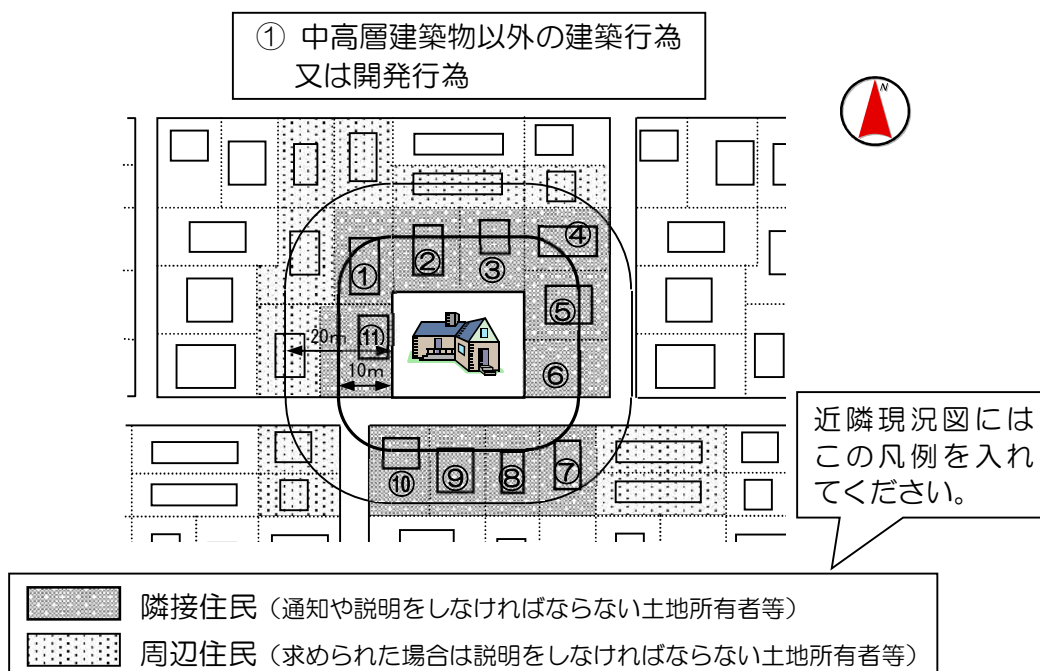 ① 中高層建築物以外の建築行為
又は開発行為
N
④
②
③
①
⑤
⑪
20m
10m
⑥
近隣現況図には
この凡例を入れ
てください。
⑦
⑩
⑨
⑧
隣接住民（通知や説明をしなければならない土地所有者等）
周辺住民（求められた場合は説明をしなければならない土地所有者等）